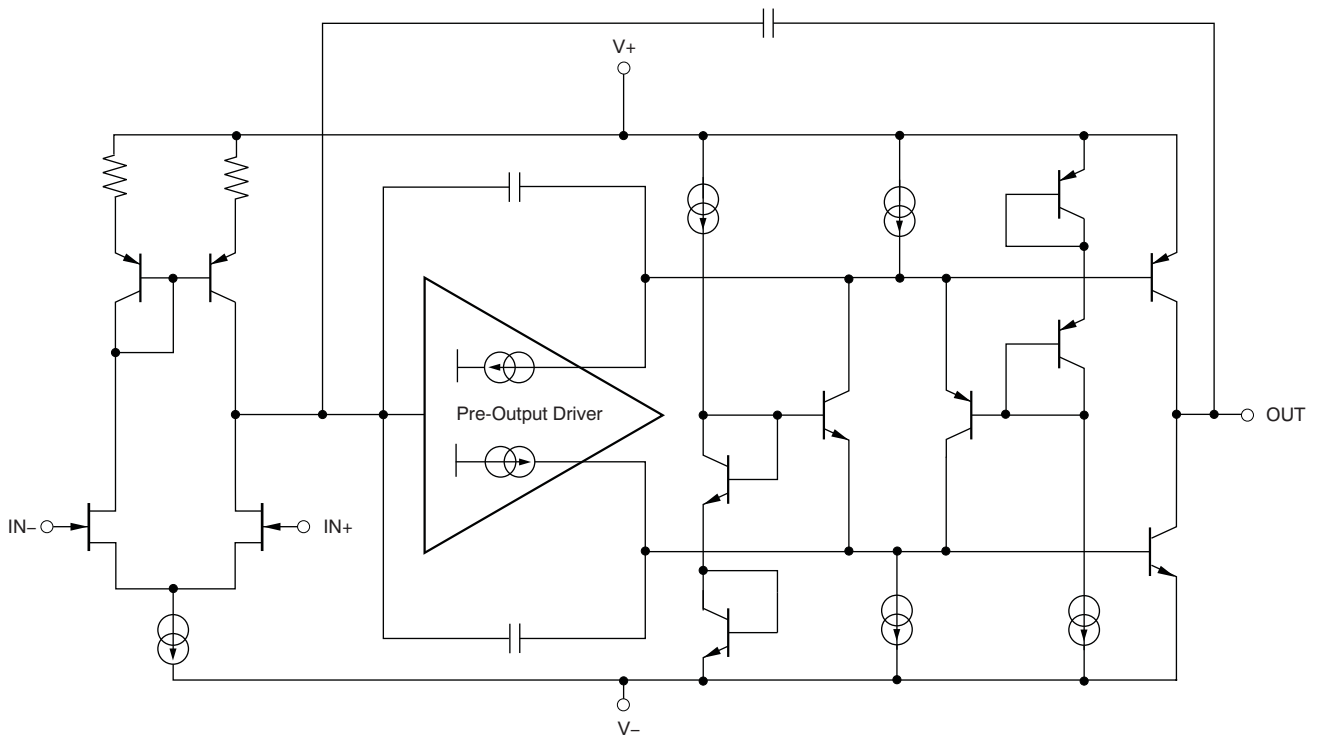 V+
Pre-Output Driver
OUT
IN–
IN+
V–